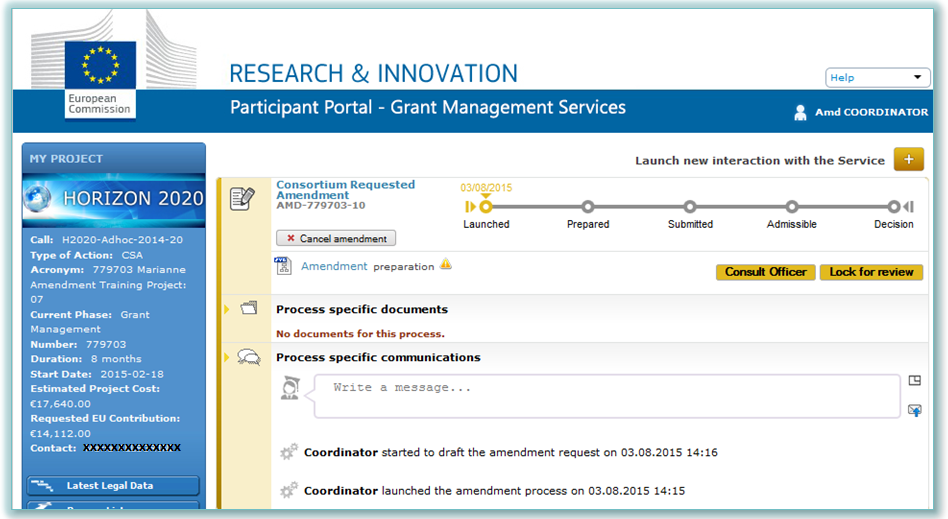 European
Commission
RESEARCH & INNOVATION
Participant Portal - Grant Management Services
Help
Amd COORDINATOR
MY PROJECT
HORIZON 2020
Call: H2020-Adhoc-2014-20
Type of Action: CSA
Acronym: 779703 Marianne
Amendment Training Project:
07
Current Phase: Grant
Management
Number: 779703
Duration: 8 months
Start Date: 2015-02-18
Estimated Project Cost:
€17,640.00
Requested EU Contribution:
€14,112.00
Contact: XXXXXXXXXXXXXX
Latest Legal Data
Launch new interaction with the Service +
Consortium Requested
Amendment
AMD-779703-10
Cancel amendment
03/08/2015
Launched Prepared Submitted Admissible Decision
Amendment preparation
Consult Officer Lock for review
Process specific documents
No documents for this process.
Process specific communications
Write a message...
Coordinator started to draft the amendment request on 03.08.2015 14:16
Coordinator launched the amendment process on 03.08.2015 14:15